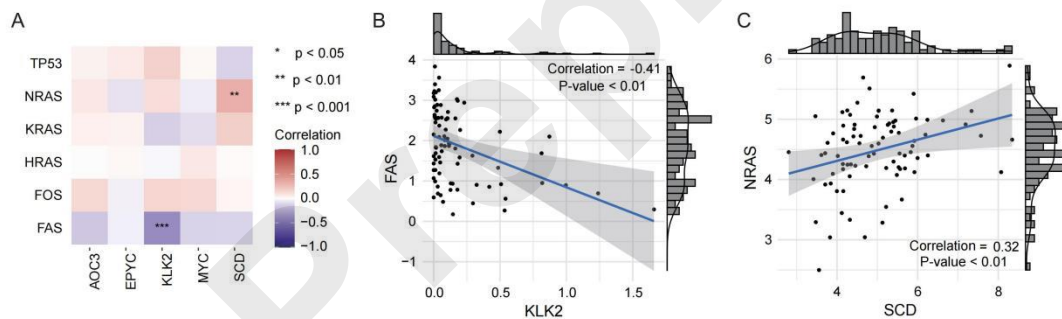 A
TP53
NRAS
KRAS
HRAS
FOS
FAS
**
***
AOC3
EPYC
KLK2
MYC
SCD
* p < 0.05
** p < 0.01
*** p < 0.001
Correlation
1.0
0.5
0.0
−0.5
−1.0
B
Correlation = -0.41
P-value < 0.01
FAS
4
3
2
1
0
−1
0.0
0.5
1.0
1.5
KLK2
C
NRAS
6
5
4
3
Correlation = 0.32
P-value < 0.01
4
6
8
SCD
Prepr